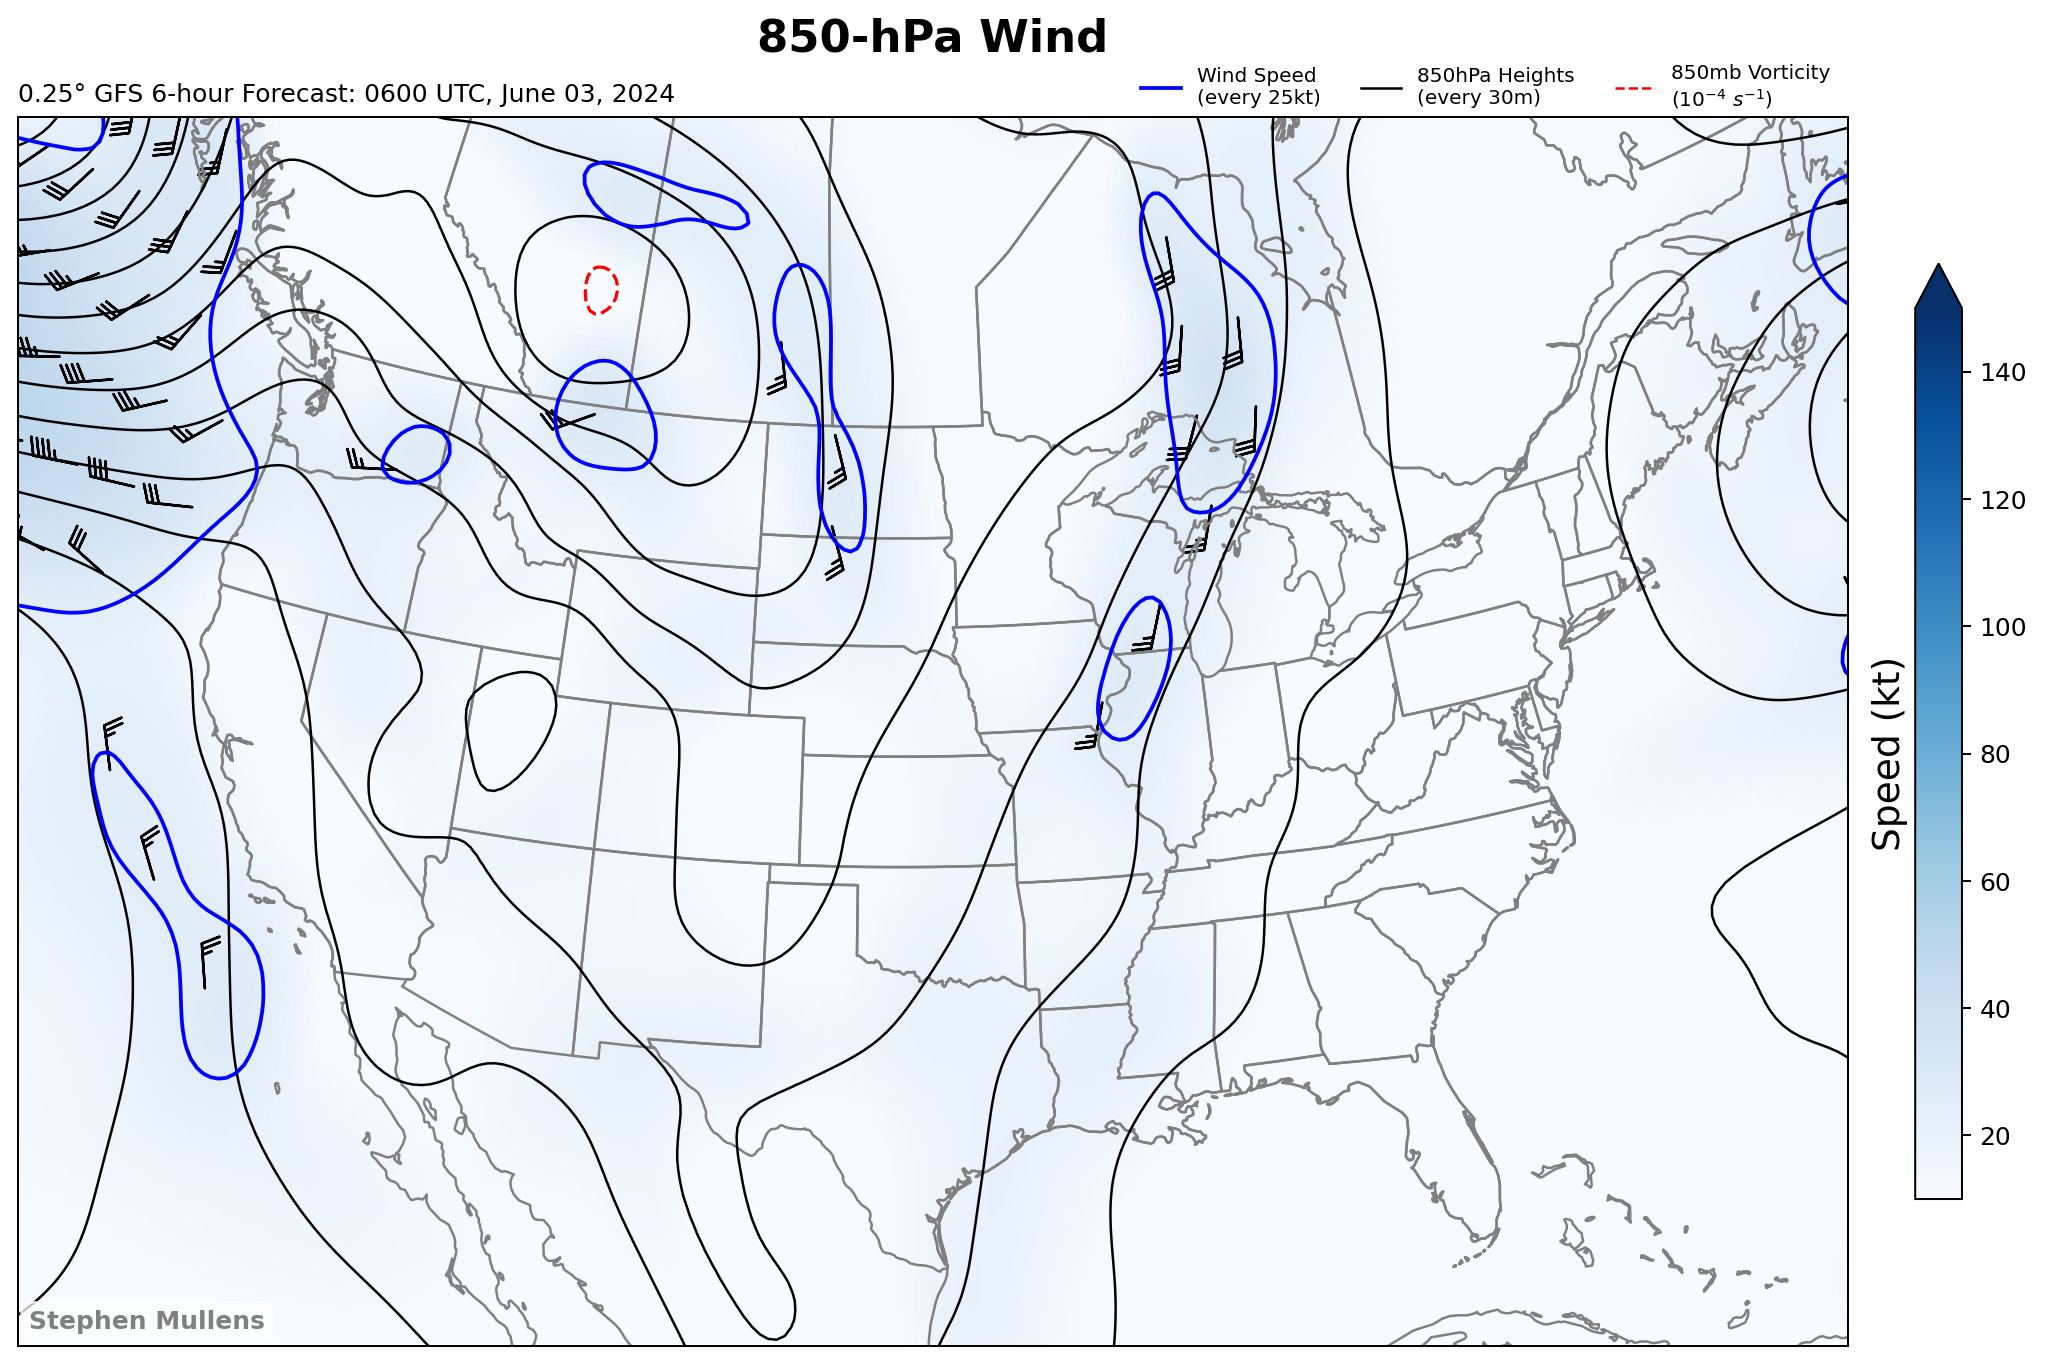 850-hPa Wind
0.25° GFS 6-hour Forecast: 0600 UTC, June 03, 2024
Wind Speed
(every 25kt)
850hPa Heights
(every 30m)
850mb Vorticity
(10⁻⁴ s⁻¹)
140
120
100
80
60
40
20
Speed (kt)
Stephen Mullens